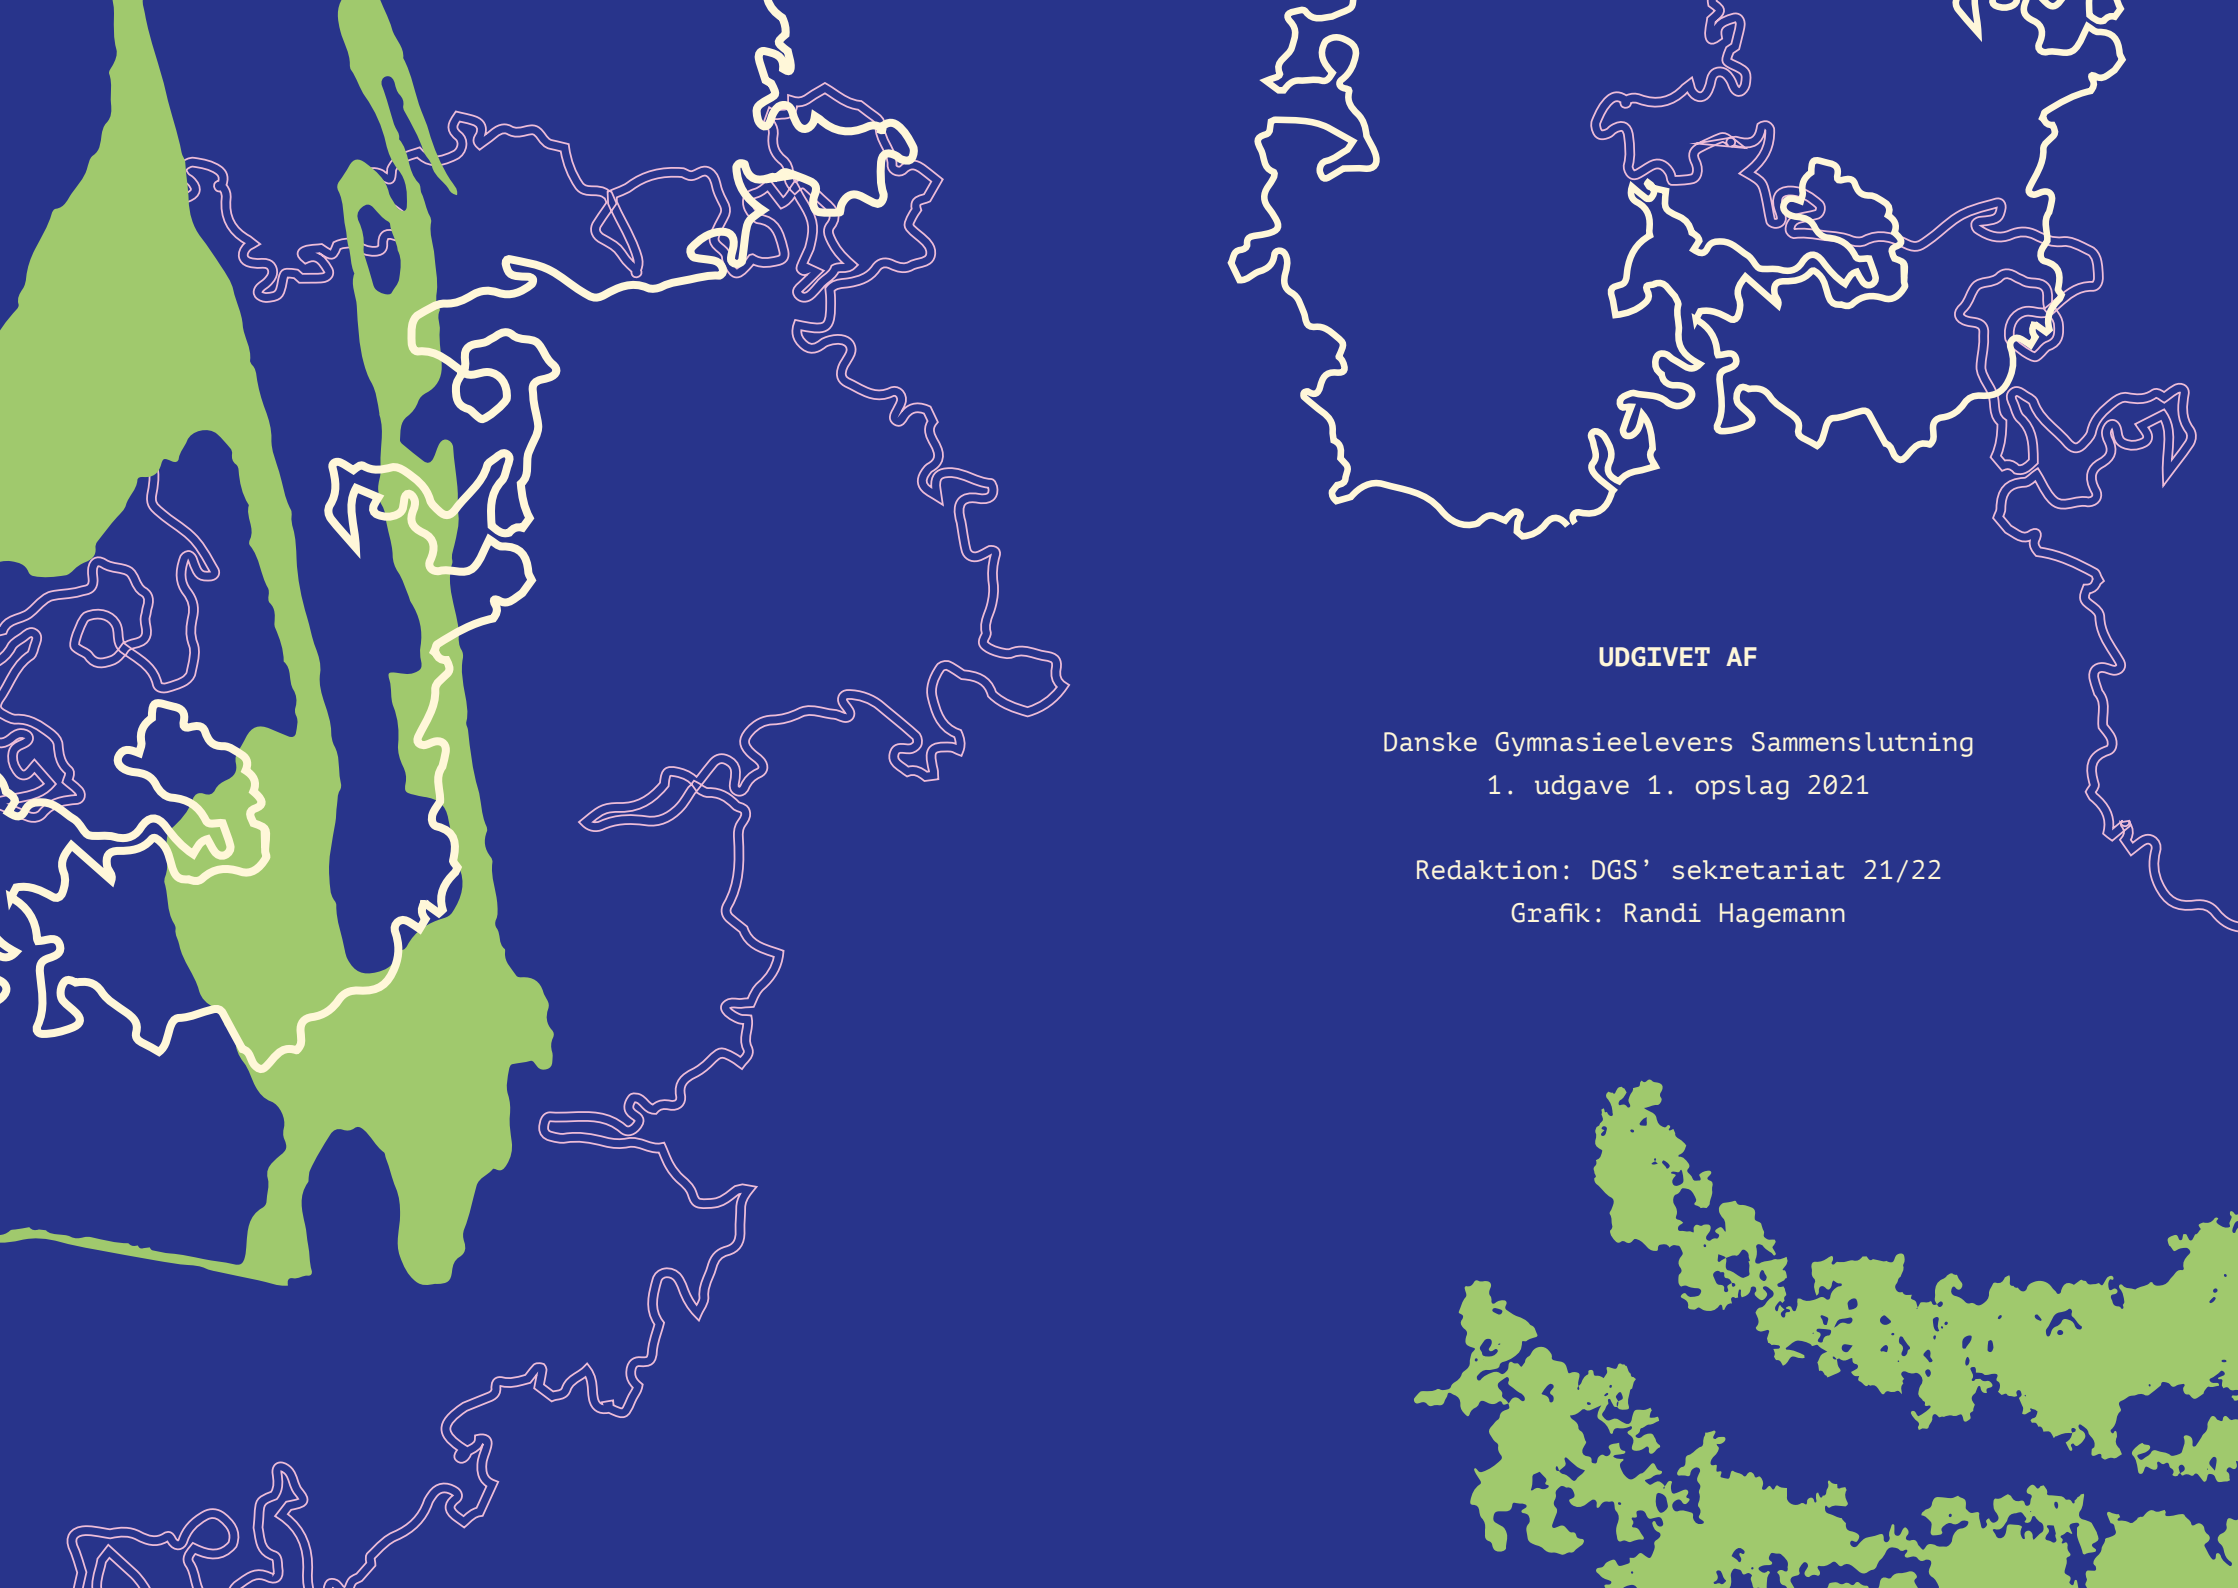 UDGIVET AF
Danske Gymnasieelevers Sammenslutning
1. udgave 1. opslag 2021
Redaktion: DGS’ sekretariat 21/22
Grafik: Randi Hagemann